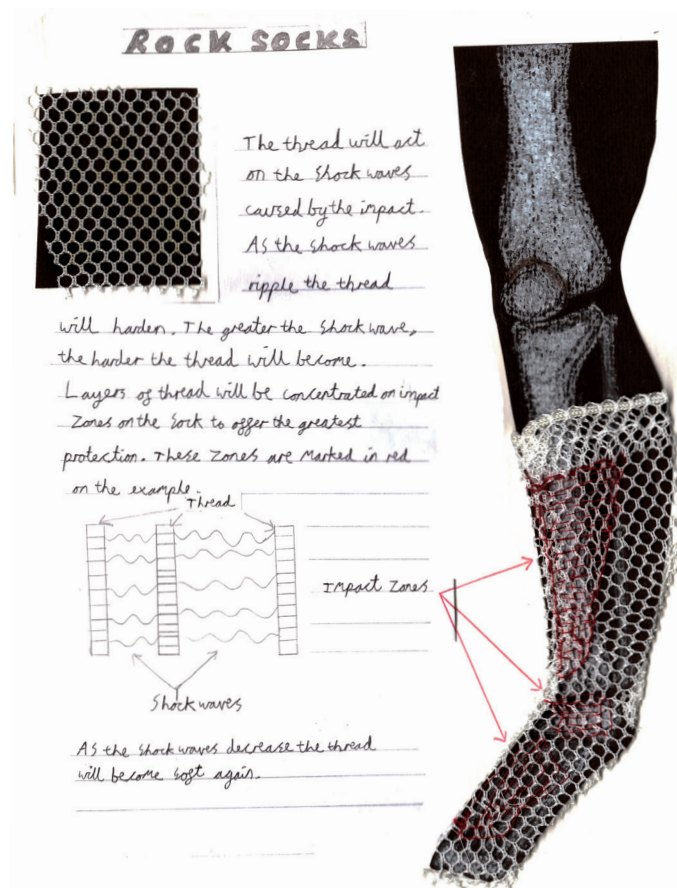 ROCK SOCKS
The thread will act
on the shock waves
caused by the impact.
As the shock waves
ripple the thread
will harden. The greater the shock wave,
the harder the thread will become.
Layers of thread will be concentrated on impact
zones on the sock to offer the greatest
protection. These zones are marked in red
on the example.
Thread
Impact Zones
Shock waves
As the shock waves decrease the thread
will become soft again.